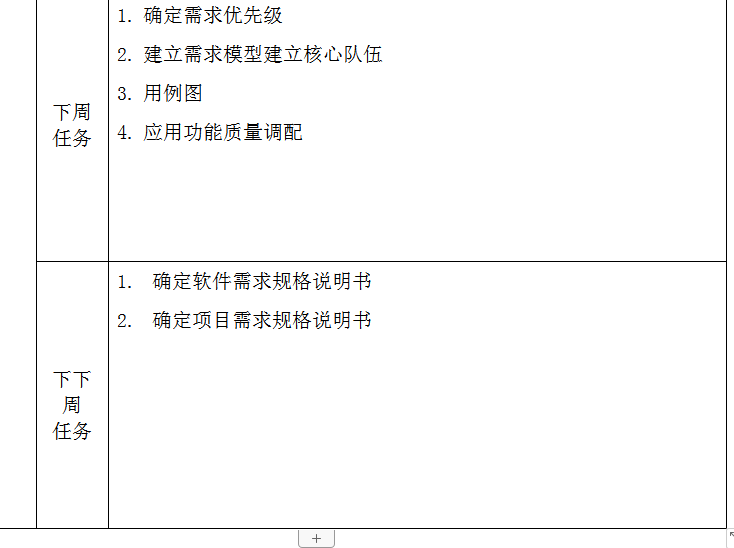 下周
任务
1. 确定需求优先级
2. 建立需求模型建立核心队伍
3. 用例图
4. 应用功能质量调配
下下
周
任务
1. 确定软件需求规格说明书
2. 确定项目需求规格说明书